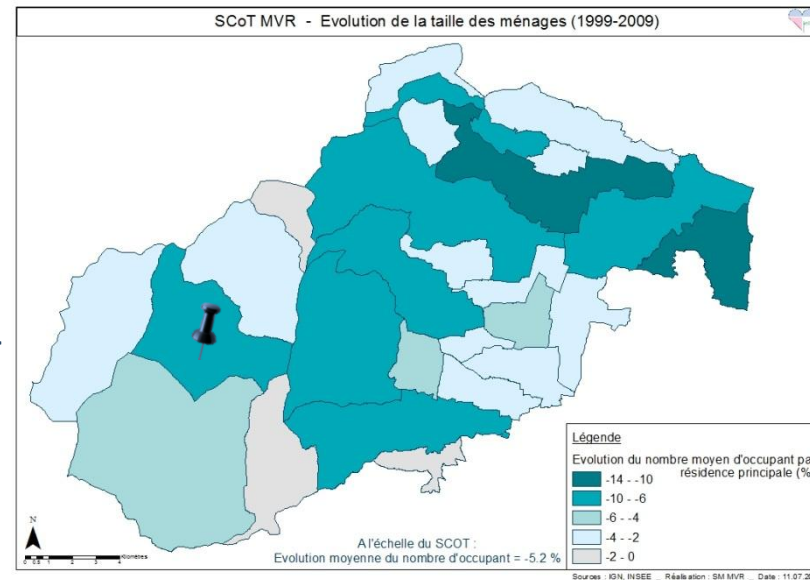 SCoT MVR - Evolution de la taille des ménages (1999-2009)
Légende
Evolution du nombre moyen d'occupant pa
résidence principale (%
-14 - -10
-10 - -6
-6 - -4
-4 - -2
-2 - 0
N
A l'échelle du SCOT :
Evolution moyenne du nombre d'occupant = -5.2 %
Sources : IGN, INSEE ... Réalisation : SM MVR ... Date : 11.07.2